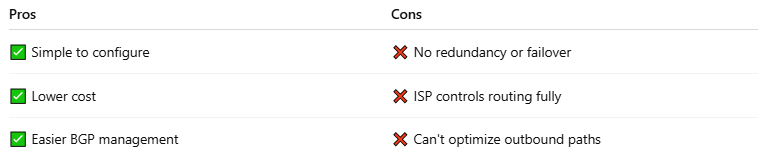 Pros Cons
✅ Simple to configure ❌ No redundancy or failover
✅ Lower cost ❌ ISP controls routing fully
✅ Easier BGP management ❌ Can't optimize outbound paths